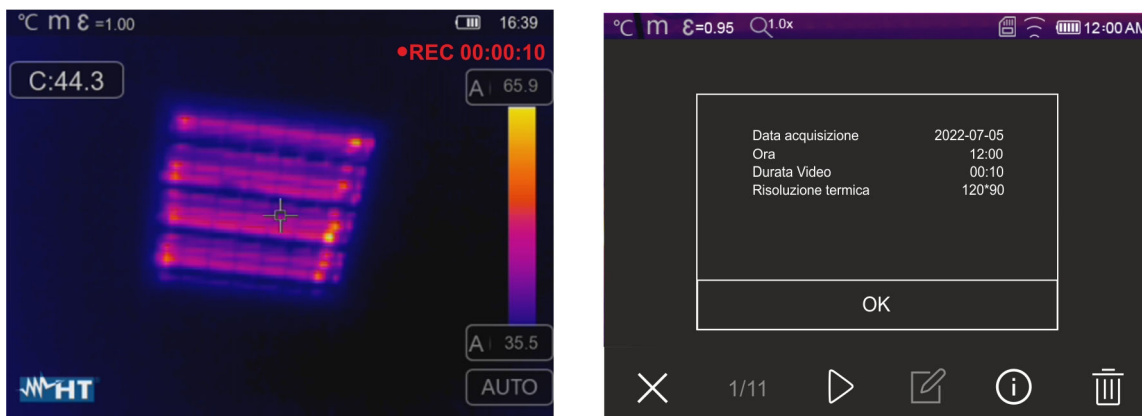 °C m ε=1.00 16:39
●REC 00:00:10
C:44.3
A 65.9
A 35.5
HT AUTO
°C m ε=0.95 1.0x 12:00 AM
Data acquisizione 2022-07-05
Ora 12:00
Durata Video 00:10
Risoluzione termica 120*90
OK
1/11